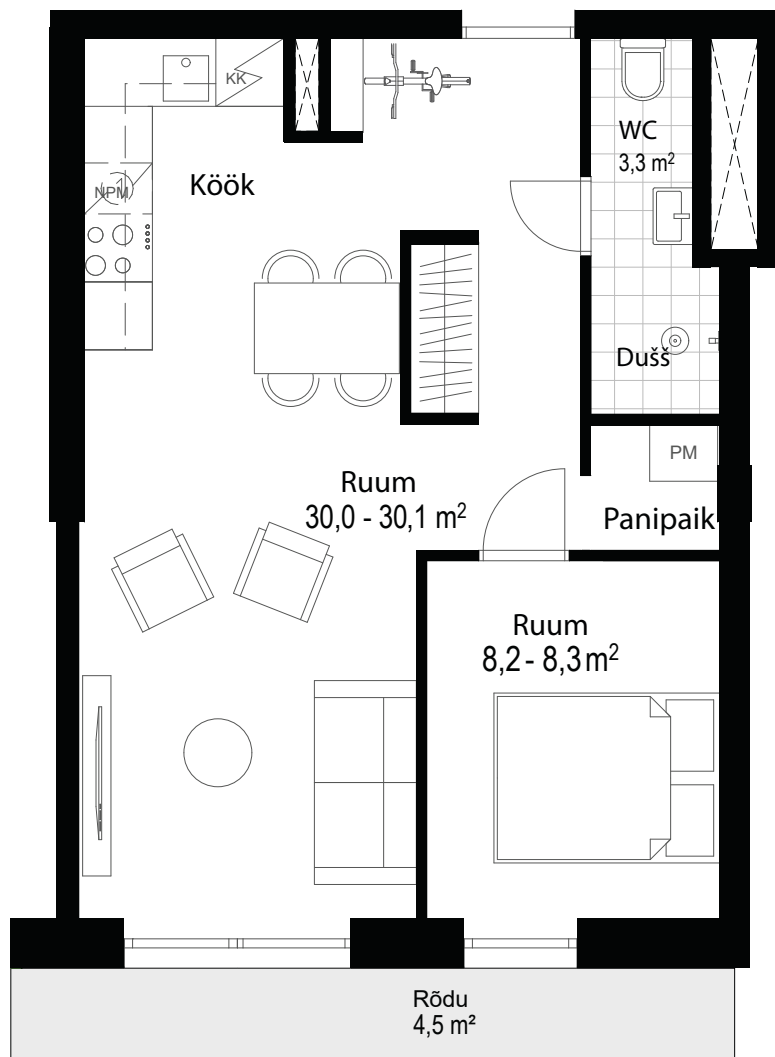 KK
WC
3,3 m²
Köök
NPM
Dušš
PM
Ruum
30,0 - 30,1 m²
Panipaik
Ruum
8,2 - 8,3 m²
Rõdu
4,5 m²